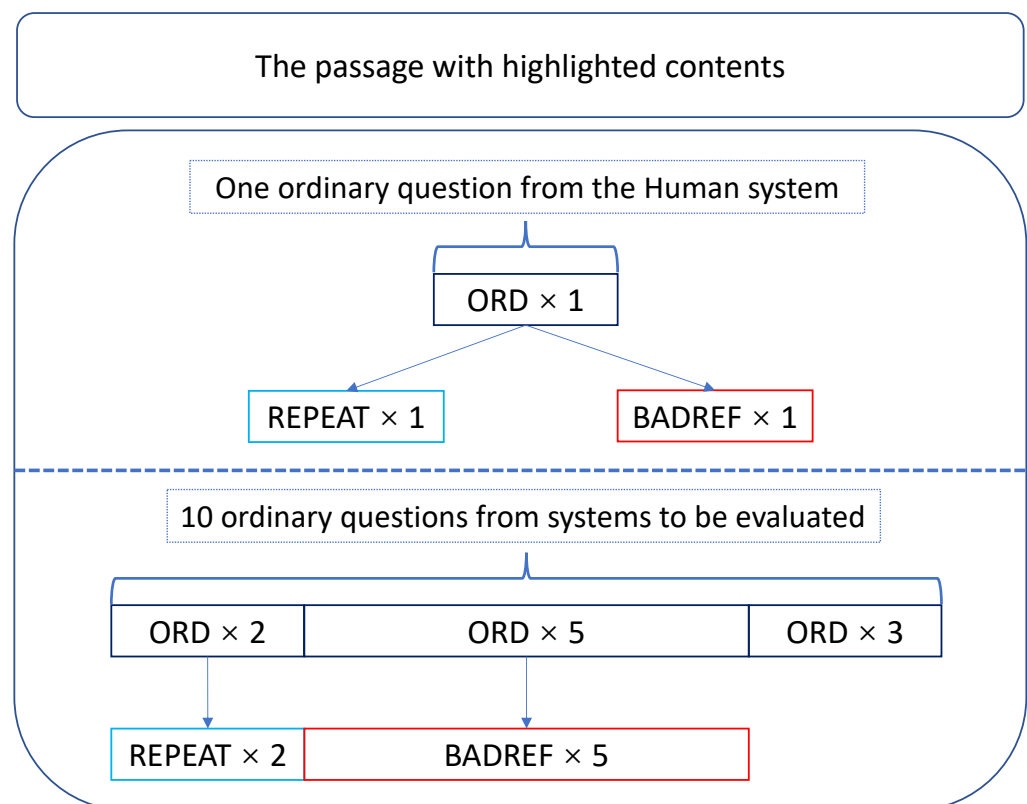 The passage with highlighted contents
One ordinary question from the Human system
ORD × 1
REPEAT × 1
BADREF × 1
10 ordinary questions from systems to be evaluated
ORD × 2
ORD × 5
ORD × 3
REPEAT × 2
BADREF × 5